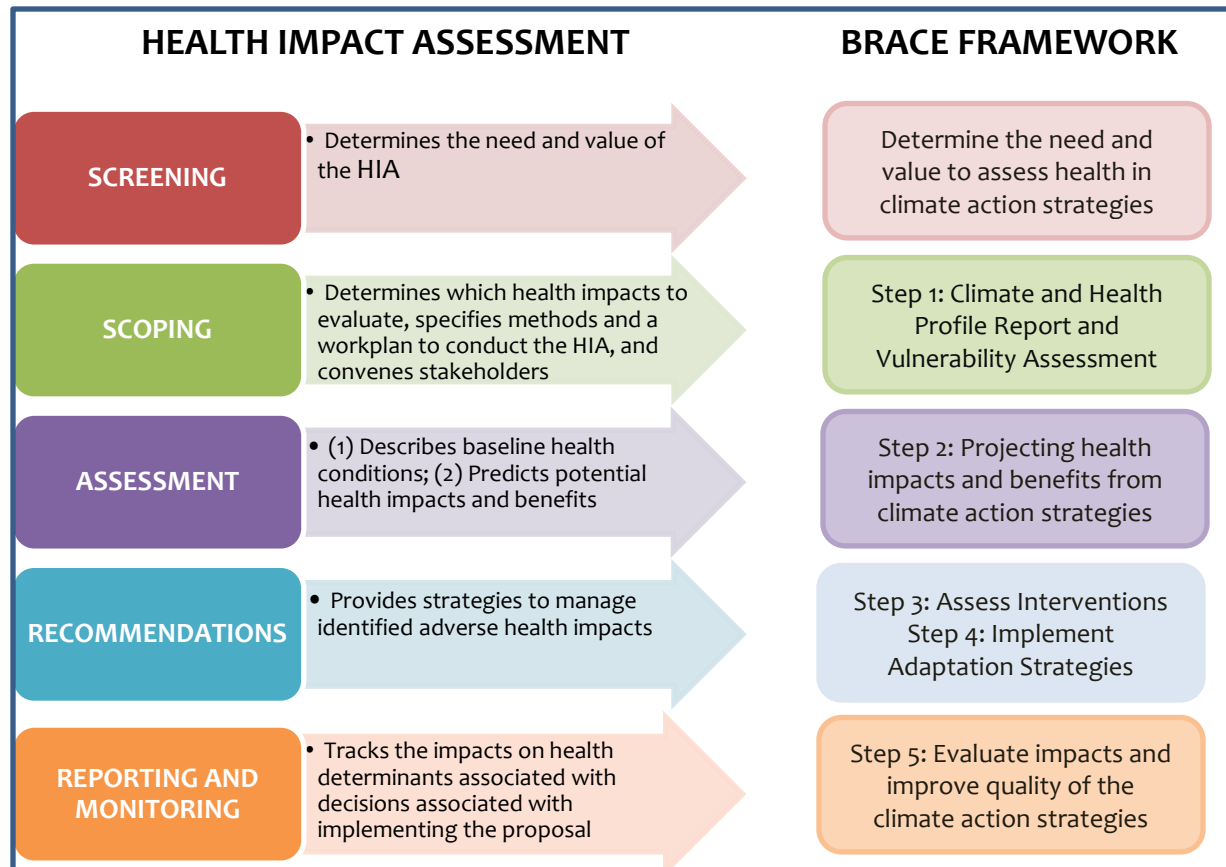 HEALTH IMPACT ASSESSMENT
BRACE FRAMEWORK
SCREENING
• Determines the need and value of
the HIA
Determine the need and
value to assess health in
climate action strategies
SCOPING
• Determines which health impacts to
evaluate, specifies methods and a
workplan to conduct the HIA, and
convenes stakeholders
Step 1: Climate and Health
Profile Report and
Vulnerability Assessment
ASSESSMENT
• (1) Describes baseline health
conditions; (2) Predicts potential
health impacts and benefits
Step 2: Projecting health
impacts and benefits from
climate action strategies
RECOMMENDATIONS
• Provides strategies to manage
identified adverse health impacts
Step 3: Assess Interventions
Step 4: Implement
Adaptation Strategies
REPORTING AND
MONITORING
• Tracks the impacts on health
determinants associated with
decisions associated with
implementing the proposal
Step 5: Evaluate impacts and
improve quality of the
climate action strategies